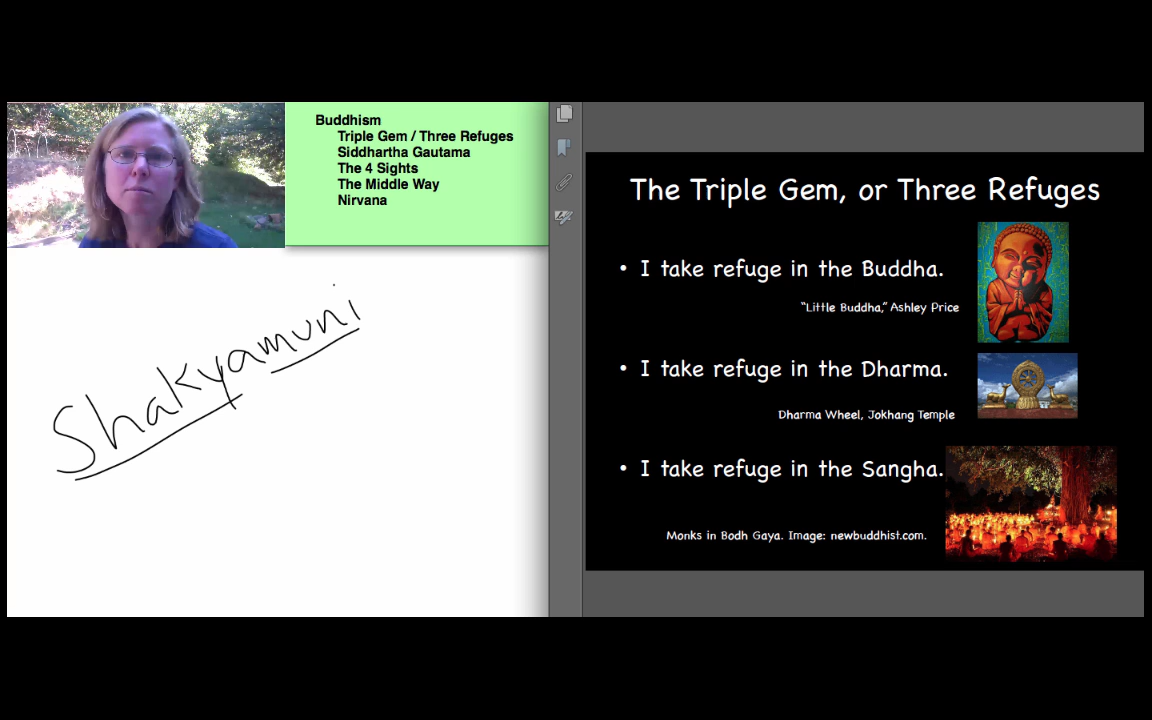 Buddhism
Triple Gem / Three Refuges
Siddhartha Gautama
The 4 Sights
The Middle Way
Nirvana
Shakyamuni
The Triple Gem, or Three Refuges
• I take refuge in the Buddha.
"Little Buddha," Ashley Price
• I take refuge in the Dharma.
Dharma Wheel, Jokhang Temple
• I take refuge in the Sangha.
Monks in Bodh Gaya. Image: newbuddhist.com.